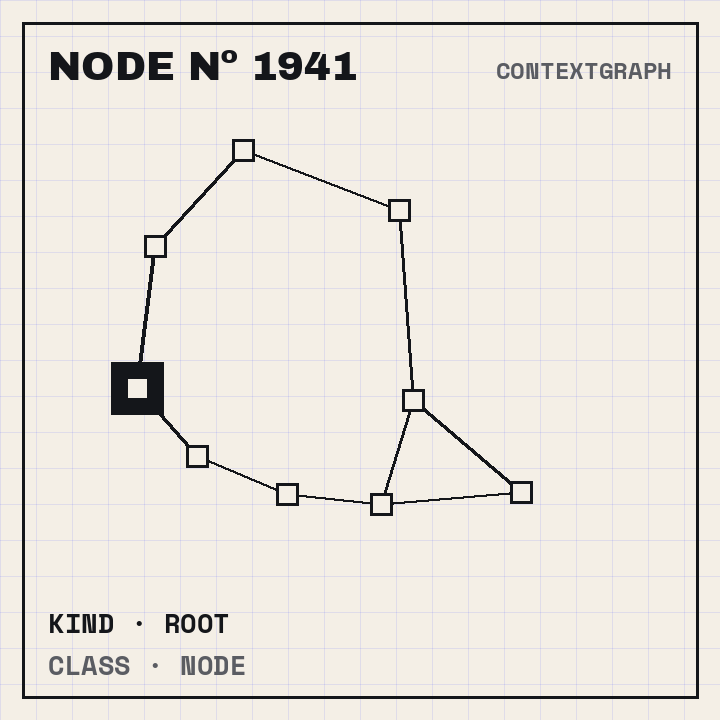 NODE Nº 1941
CONTEXTGRAPH
KIND · ROOT
CLASS · NODE